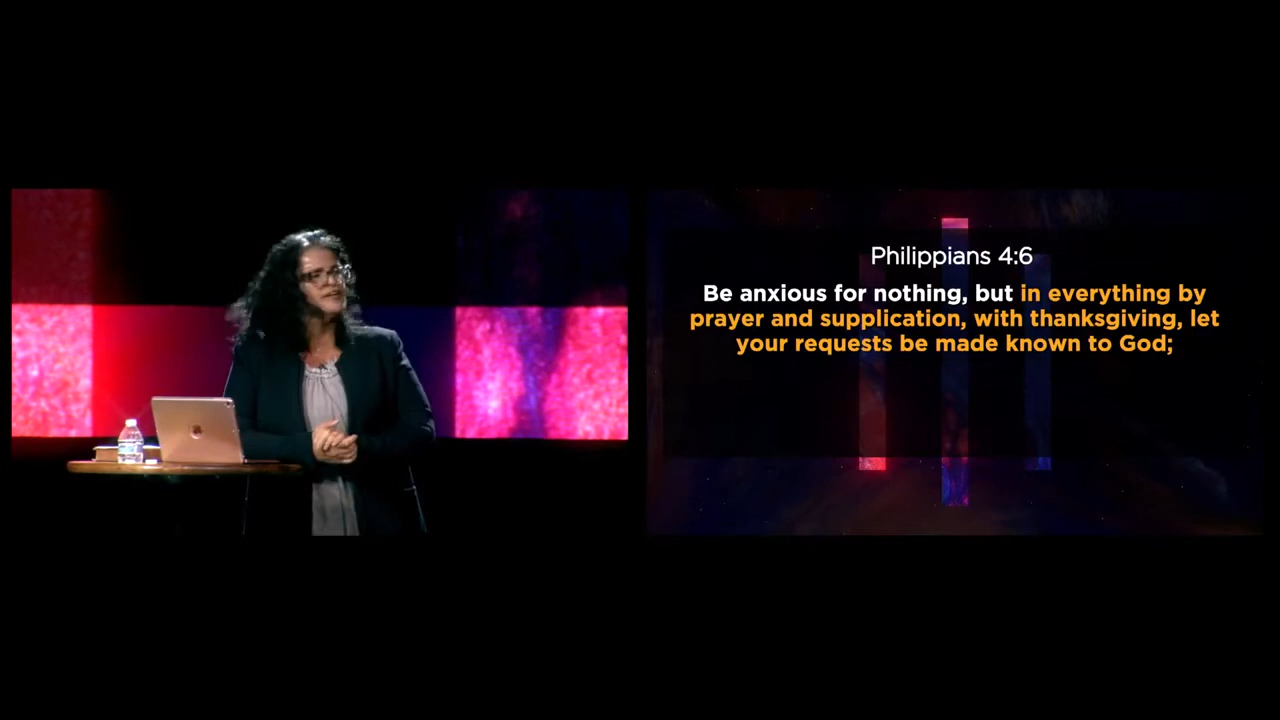 Philippians 4:6
Be anxious for nothing, but in everything by
prayer and supplication, with thanksgiving, let
your requests be made known to God;